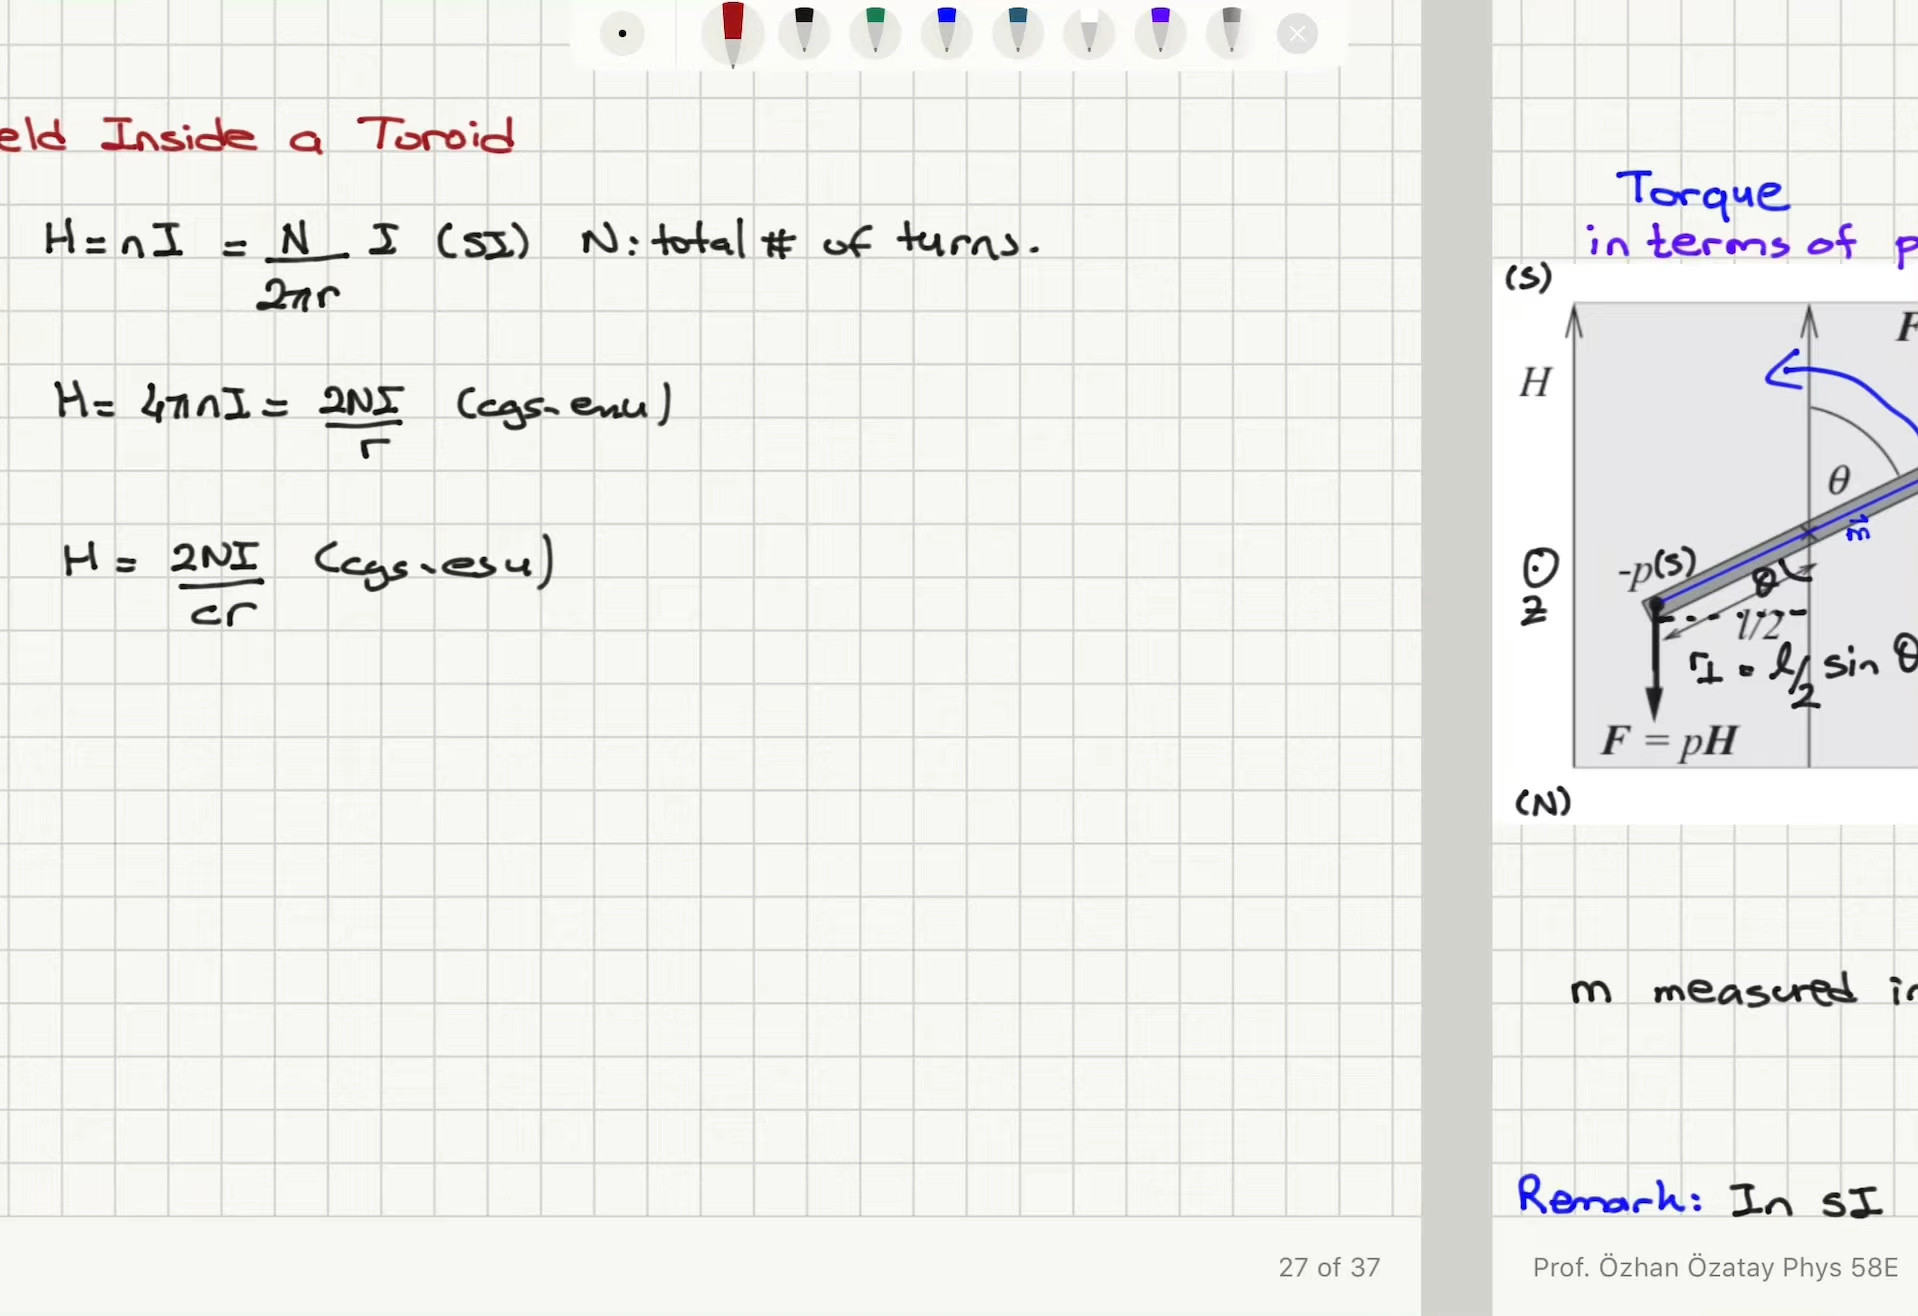 eld Inside a Toroid
H = nI = N/2πr I (SI) N: total # of turns.
H = 4πnI = 2NI/r (cgs-emu)
H = 2NI/cr (cgs-esu)
27 of 37
Torque
in terms of p
(S)
F
H
θ
m⃗
-p(S)
θ
l/2
r⊥ = l/2 sin θ
⊙
z
F = pH
(N)
m measured in
Remark: In SI
Prof. Özhan Özatay Phys 58E